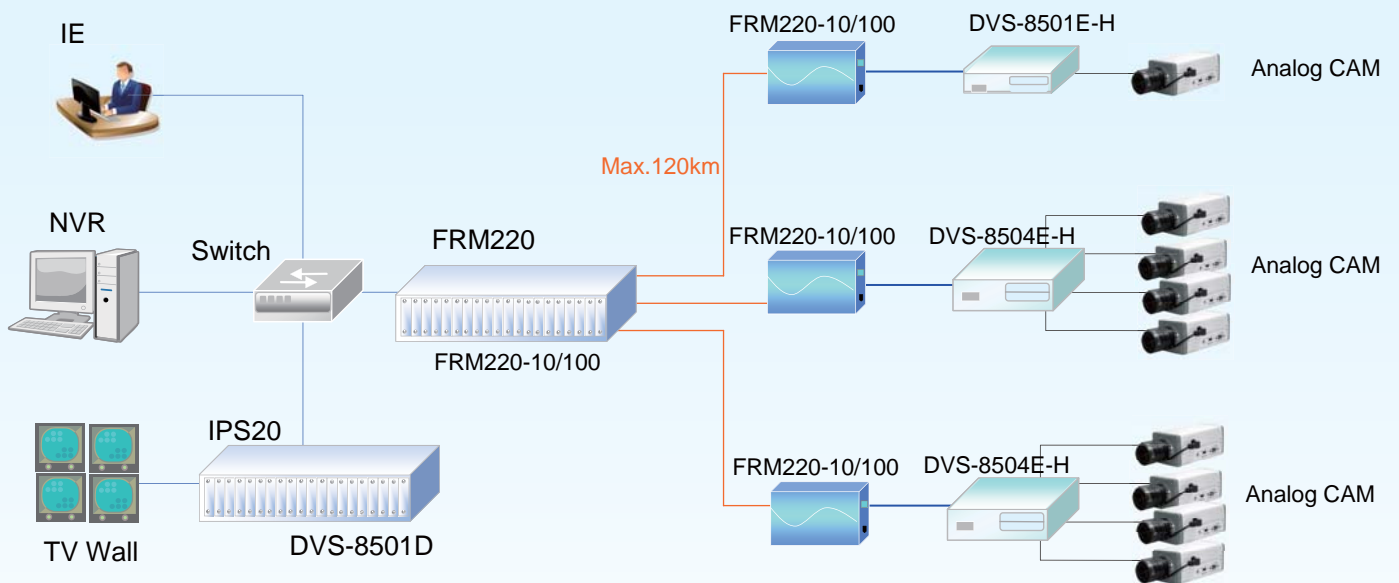 IE
FRM220-10/100
DVS-8501E-H
Analog CAM
Max.120km
NVR
Switch
FRM220
FRM220-10/100
DVS-8504E-H
Analog CAM
FRM220-10/100
IPS20
FRM220-10/100
DVS-8504E-H
Analog CAM
TV Wall
DVS-8501D